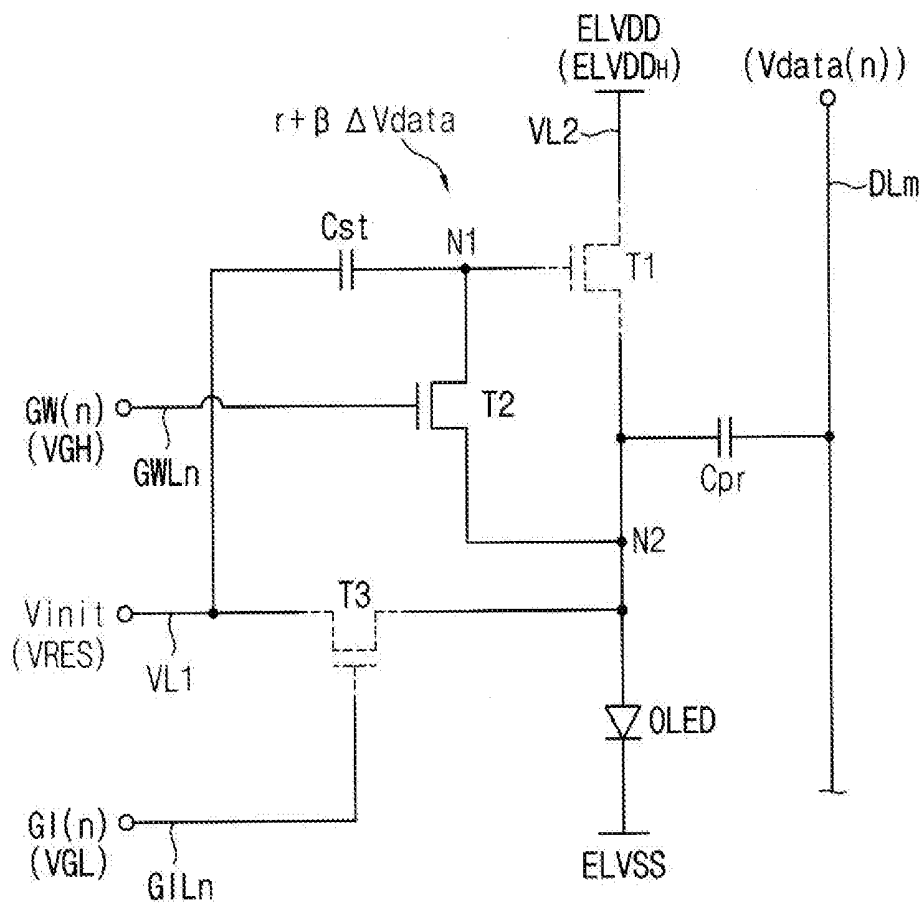 ELVDD
(ELVDDH)
(Vdata(n))
r+β ΔVdata
VL2
DLm
Cst
N1
T1
T2
GW(n)
(VGH)
GWLn
Cpr
N2
T3
Vinit
(VRES)
VL1
OLED
GI(n)
(VGL)
GILn
ELVSS